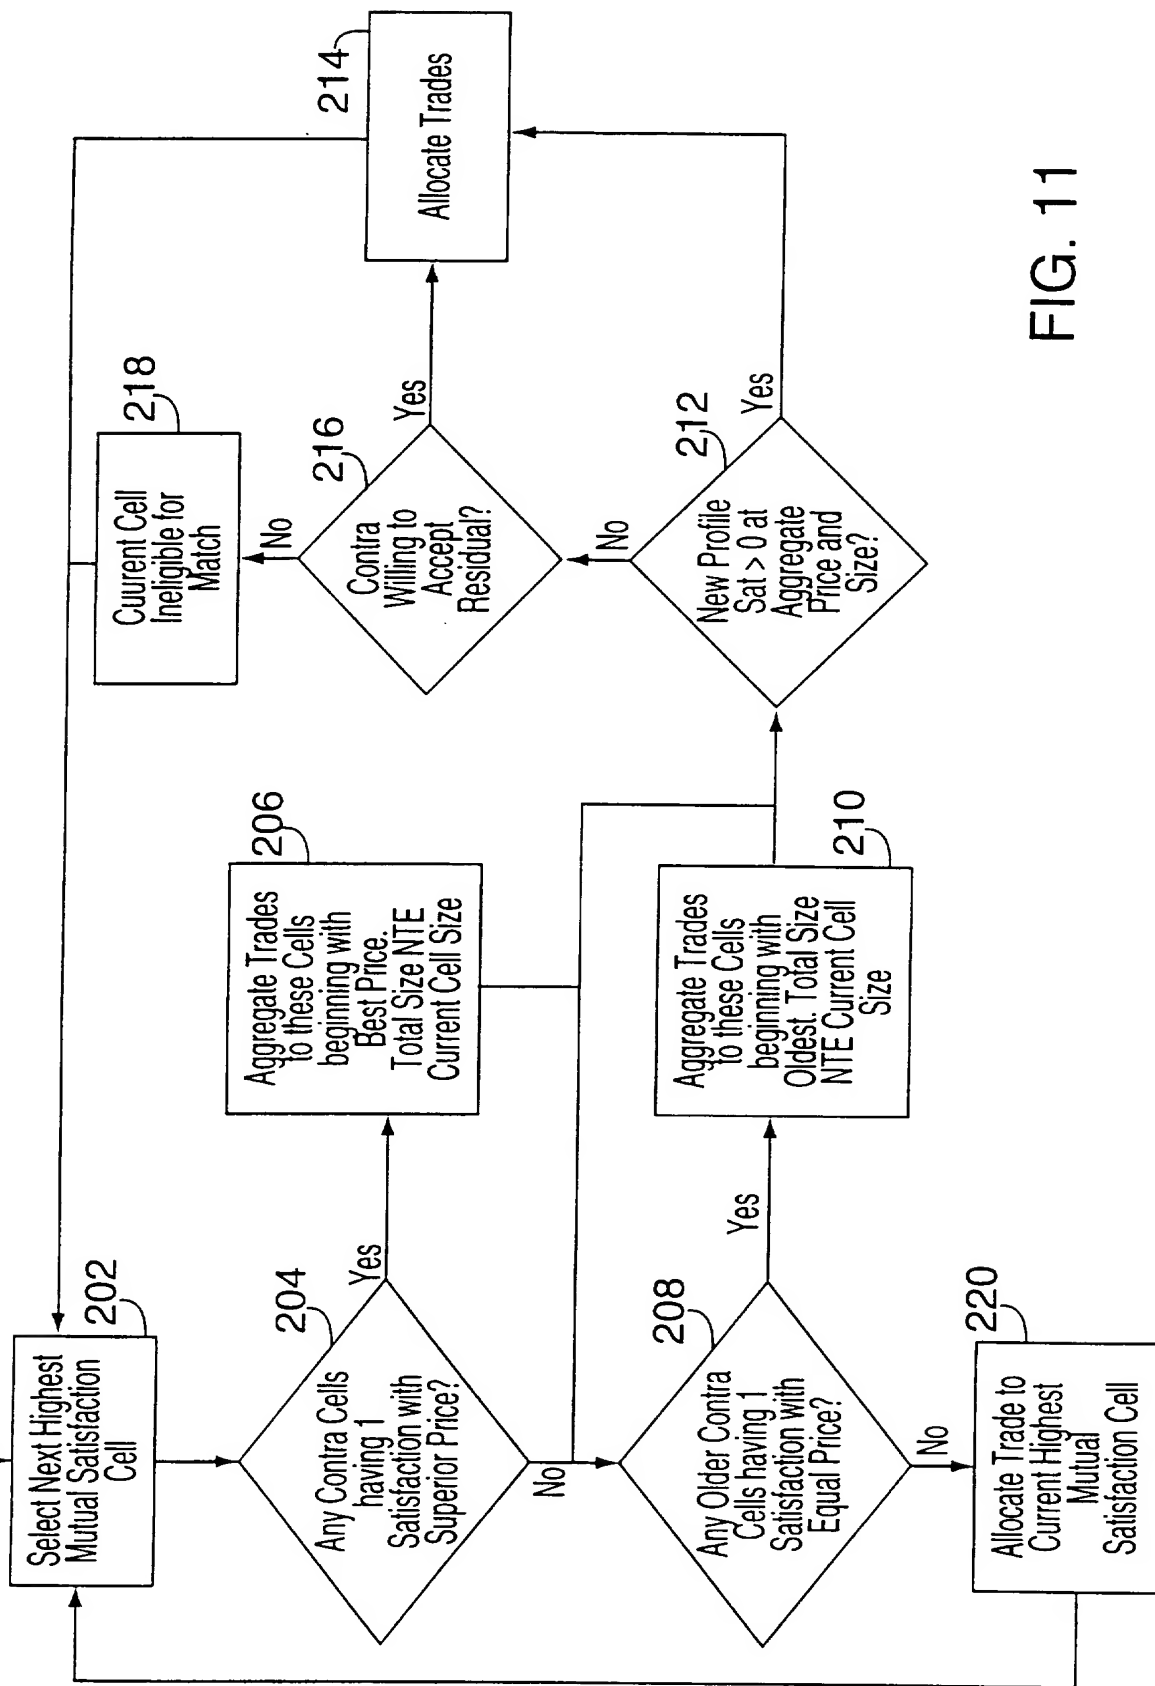 Select Next Highest
Mutual Satisfaction
Cell
202
Any Contra Cells
having 1
Satisfaction with
Superior Price?
204
Yes
No
Aggregate Trades
to these Cells
beginning with
Best Price.
Total Size NTE
Current Cell Size
206
Any Older Contra
Cells having 1
Satisfaction with
Equal Price?
208
Yes
No
Aggregate Trades
to these Cells
beginning with
Oldest. Total Size
NTE Current Cell
Size
210
Allocate Trade to
Current Highest
Mutual
Satisfaction Cell
220
New Profile
Sat > 0 at
Aggregate
Price and
Size?
212
Yes
No
Contra
Willing to
Accept
Residual?
216
Yes
No
Cuurent Cell
Ineligible for
Match
218
Allocate Trades
214
FIG. 11